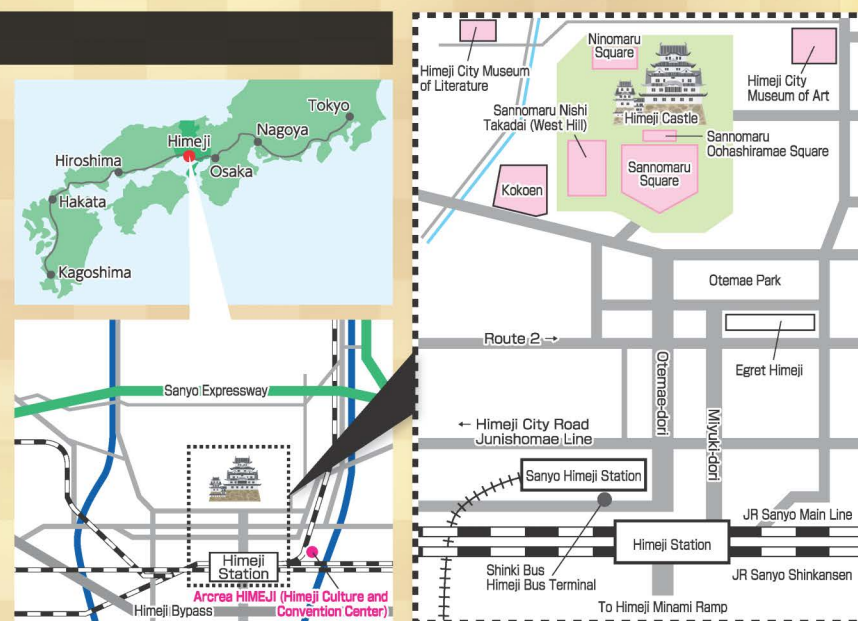 Tokyo
Nagoya
Himeji
Osaka
Hiroshima
Hakata
Kagoshima
Sanyo Expressway
Himeji
Station
Arcrea HIMEJI (Himeji Culture and
Convention Center)
Himeji Bypass
Himeji City Museum
of Literature
Ninomaru
Square
Himeji City
Museum of Art
Sannomaru Nishi
Takadai (West Hill)
Himeji Castle
Sannomaru
Oohashiramae Square
Sannomaru
Square
Kokoen
Otemae Park
Route 2 →
Egret Himeji
Otemae-dori
Miyuki-dori
← Himeji City Road
Junishomae Line
Sanyo Himeji Station
JR Sanyo Main Line
Himeji Station
Shinki Bus
Himeji Bus Terminal
JR Sanyo Shinkansen
To Himeji Minami Ramp